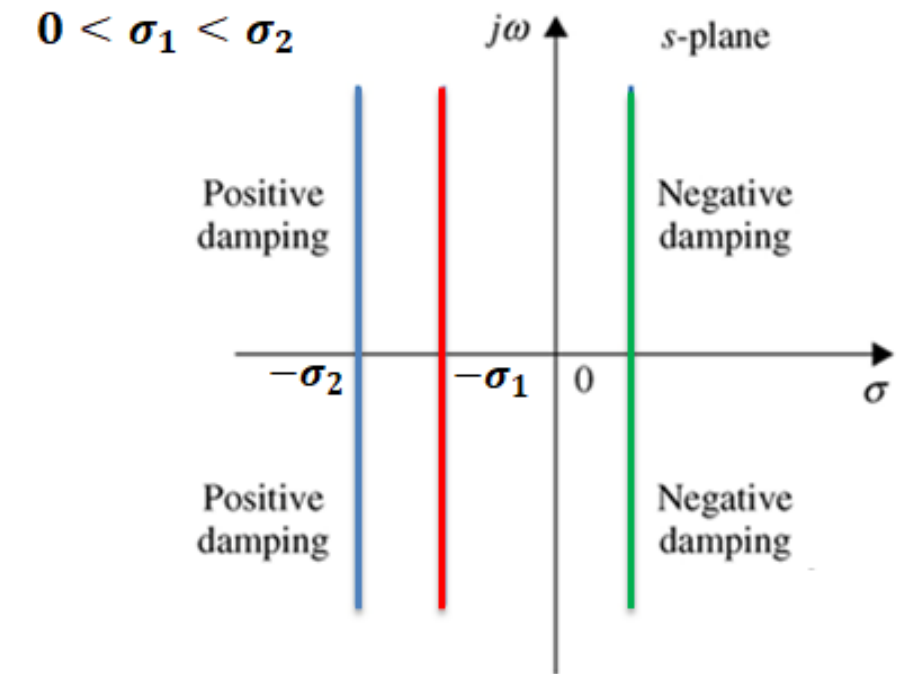 0 < σ₁ < σ₂
jω
s-plane
Positive
damping
Negative
damping
−σ₂
−σ₁
0
σ
Positive
damping
Negative
damping